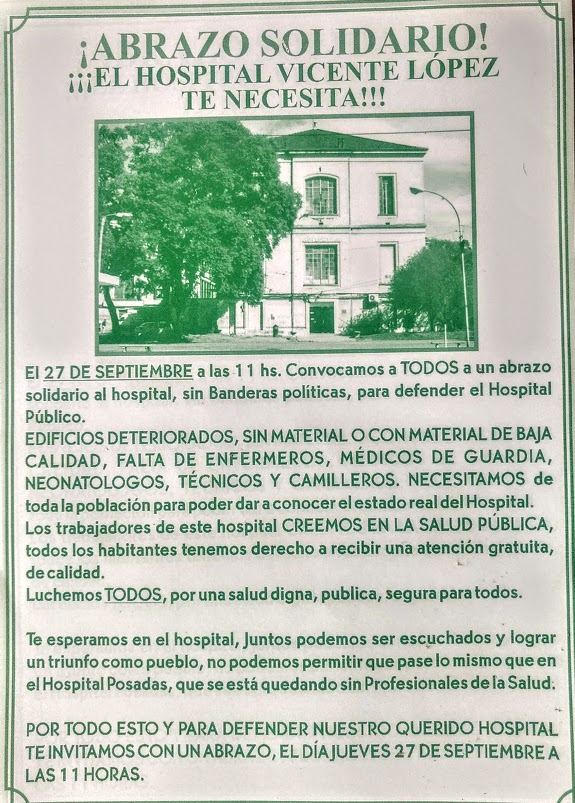 ¡ABRAZO SOLIDARIO!
¡¡¡EL HOSPITAL VICENTE LÓPEZ
TE NECESITA!!!
El 27 DE SEPTIEMBRE a las 11 hs. Convocamos a TODOS a un abrazo
solidario al hospital, sin Banderas políticas, para defender el Hospital
Público.
EDIFICIOS DETERIORADOS, SIN MATERIAL O CON MATERIAL DE BAJA
CALIDAD, FALTA DE ENFERMEROS, MÉDICOS DE GUARDIA,
NEONATOLOGOS, TÉCNICOS Y CAMILLEROS. NECESITAMOS de
toda la población para poder dar a conocer el estado real del Hospital.
Los trabajadores de este hospital CREEMOS EN LA SALUD PÚBLICA,
todos los habitantes tenemos derecho a recibir una atención gratuita,
de calidad.
Luchemos TODOS, por una salud digna, publica, segura para todos.
Te esperamos en el hospital, Juntos podemos ser escuchados y lograr
un triunfo como pueblo, no podemos permitir que pase lo mismo que en
el Hospital Posadas, que se está quedando sin Profesionales de la Salud.
POR TODO ESTO Y PARA DEFENDER NUESTRO QUERIDO HOSPITAL
TE INVITAMOS CON UN ABRAZO, EL DÍA JUEVES 27 DE SEPTIEMBRE A
LAS 11 HORAS.